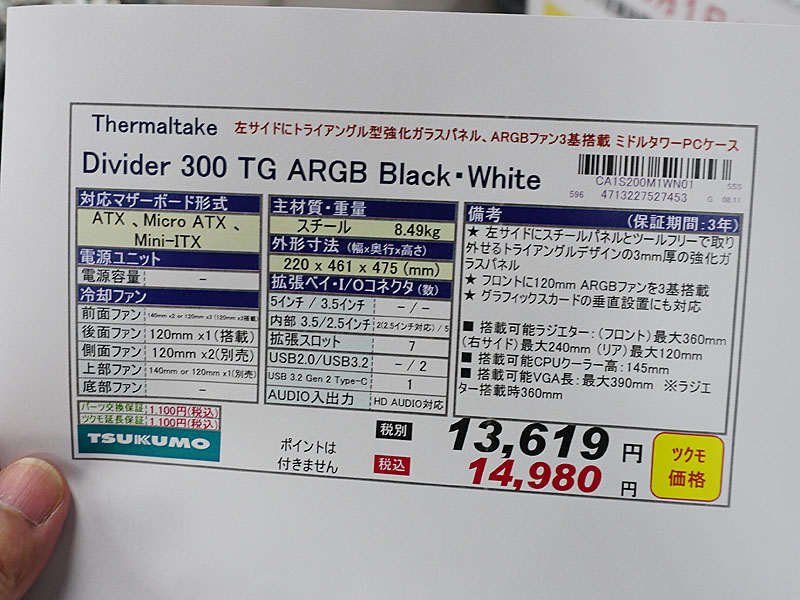 Thermaltake 左サイドにトライアングル型強化ガラスパネル、ARGBファン3基搭載 ミドルタワーPCケース
Divider 300 TG ARGB Black・White
CA1S200M1WN01 SSS
596 4713227527453 G 08.11
対応マザーボード形式
ATX 、Micro ATX 、
Mini-ITX
電源ユニット
電源容量 -
冷却ファン
前面ファン 140mm x2 or 120mm x3 (120mm x3搭載)
後面ファン 120mm x1(搭載)
側面ファン 120mm x2(別売)
上部ファン 140mm or 120mm x1(別売)
底部ファン -
主材質・重量
スチール 8.49kg
外形寸法 (幅x奥行x高さ)
220 x 461 x 475 (mm)
拡張ベイ・I/Oコネクタ(数)
5インチ / 3.5インチ - / -
内部 3.5/2.5インチ 2(2.5インチ対応) / 5
拡張スロット 7
USB2.0/USB3.2 - / 2
USB 3.2 Gen 2 Type-C 1
AUDIO入出力 HD AUDIO対応
備考 (保証期間:3年)
★ 左サイドにスチールパネルとツールフリーで取り
外せるトライアングルデザインの3mm厚の強化ガ
ラスパネル
★ フロントに120mm ARGBファンを3基搭載
★ グラフィックスカードの垂直設置にも対応
■ 搭載可能ラジエター:(フロント)最大360mm
(右サイド)最大240mm (リア)最大120mm
■ 搭載可能CPUクーラー高:145mm
■ 搭載可能VGA長:最大390mm ※ラジエ
ター搭載時360mm
パーツ交換保証 1,100円(税込)
ツクモ延長保証 1,100円(税込)
TSUKUMO
ポイントは
付きません
税別 13,619 円
税込 14,980 円
ツクモ
価格